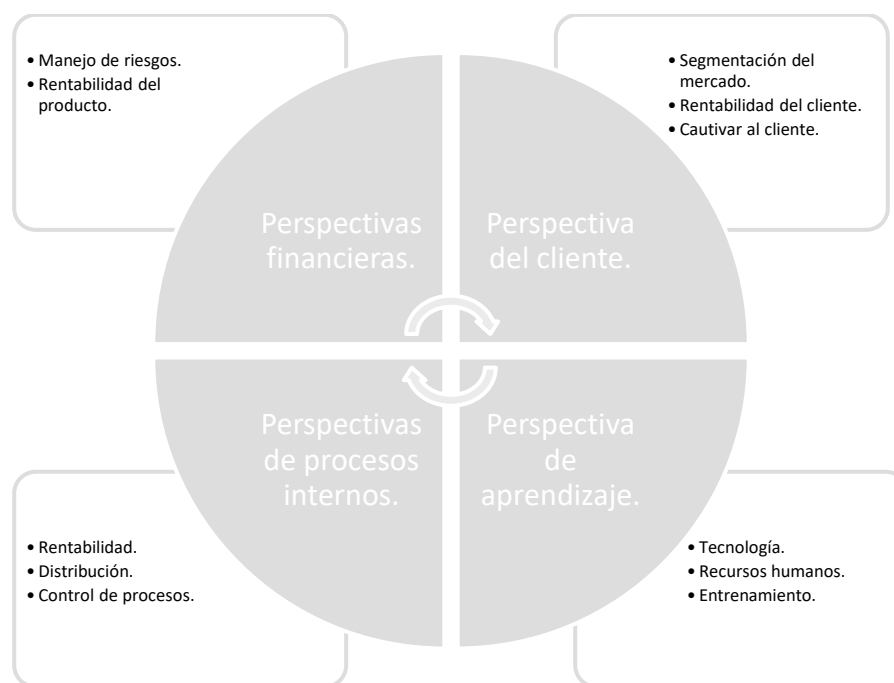 • Manejo de riesgos.
• Rentabilidad del
producto.
• Segmentación del
mercado.
• Rentabilidad del cliente.
• Cautivar al cliente.
Perspectivas
financieras.
Perspectiva
del cliente.
Perspectivas
de procesos
internos.
Perspectiva
de
aprendizaje.
• Rentabilidad.
• Distribución.
• Control de procesos.
• Tecnología.
• Recursos humanos.
• Entrenamiento.